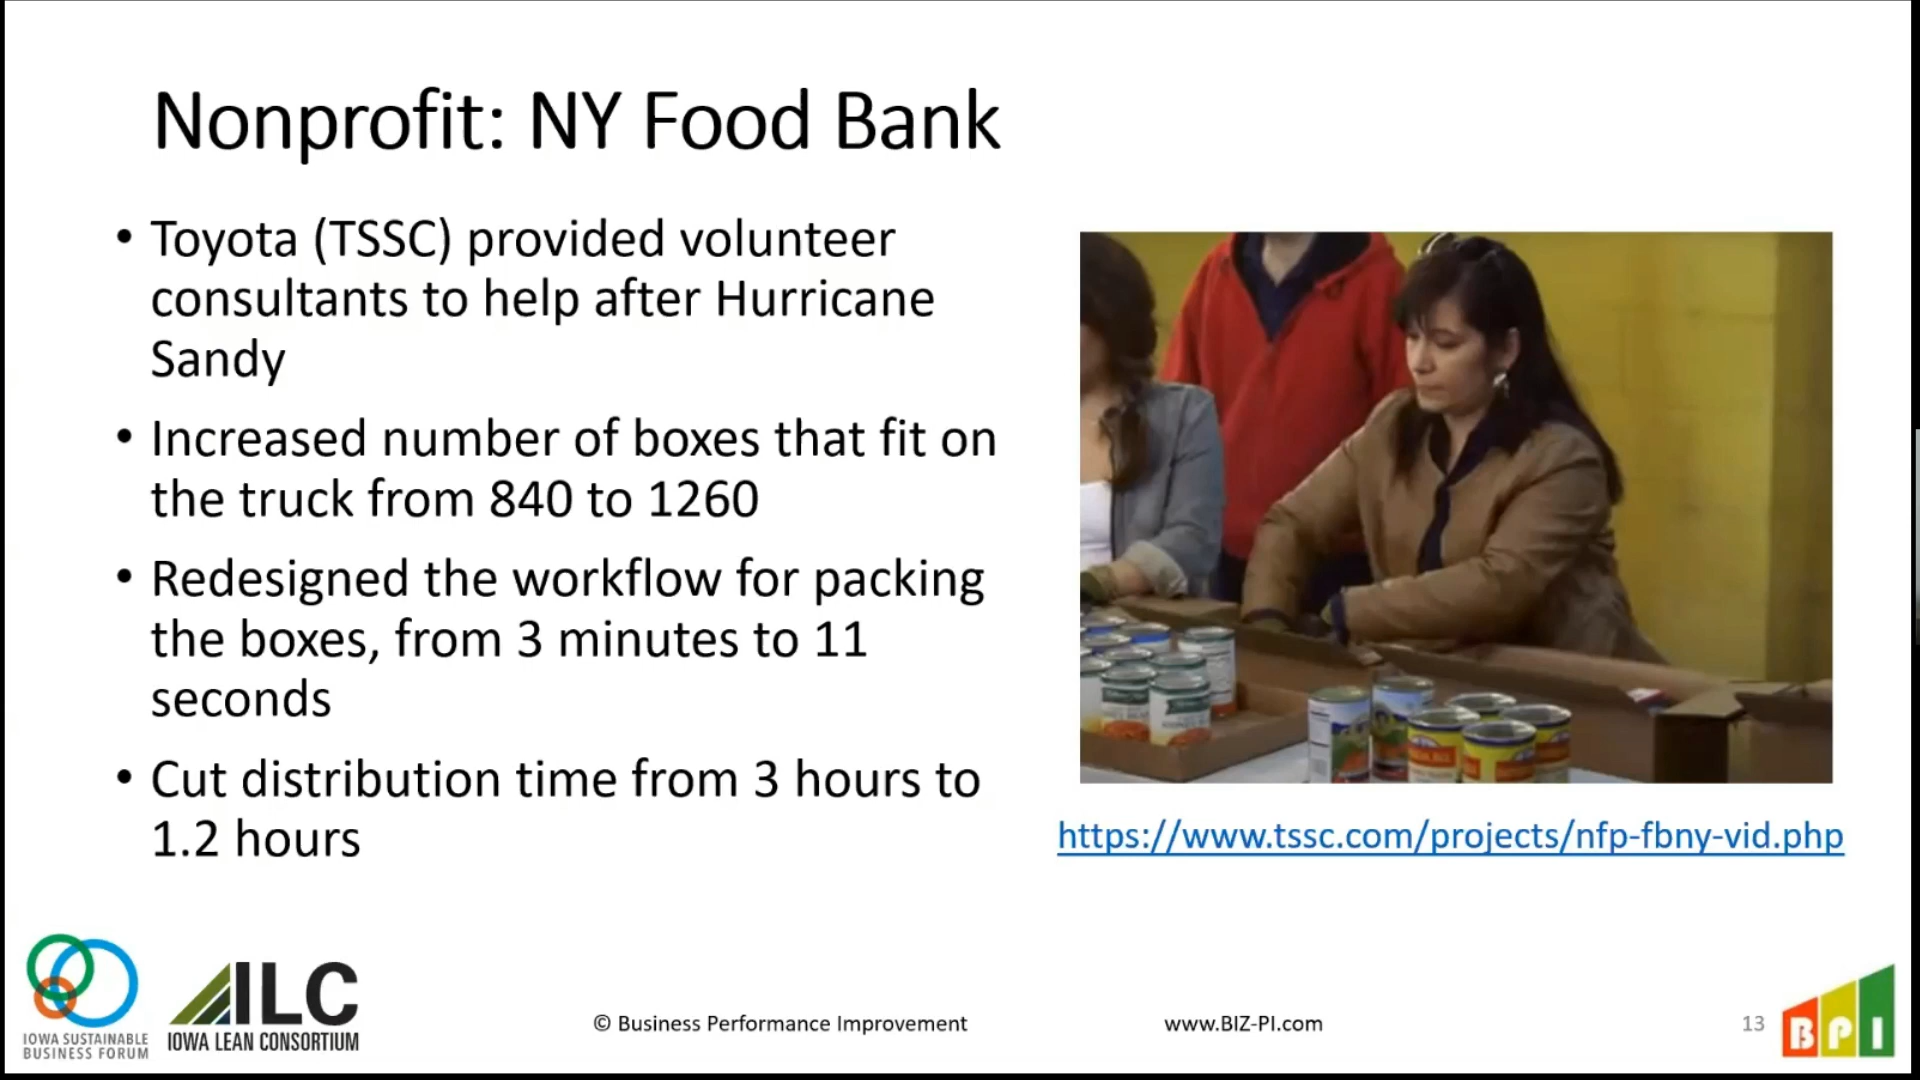 Nonprofit: NY Food Bank
• Toyota (TSSC) provided volunteer
consultants to help after Hurricane
Sandy
• Increased number of boxes that fit on
the truck from 840 to 1260
• Redesigned the workflow for packing
the boxes, from 3 minutes to 11
seconds
• Cut distribution time from 3 hours to
1.2 hours
https://www.tssc.com/projects/nfp-fbny-vid.php
IOWA SUSTAINABLE
BUSINESS FORUM
ILC
IOWA LEAN CONSORTIUM
© Business Performance Improvement
www.BIZ-PI.com
13
BPI